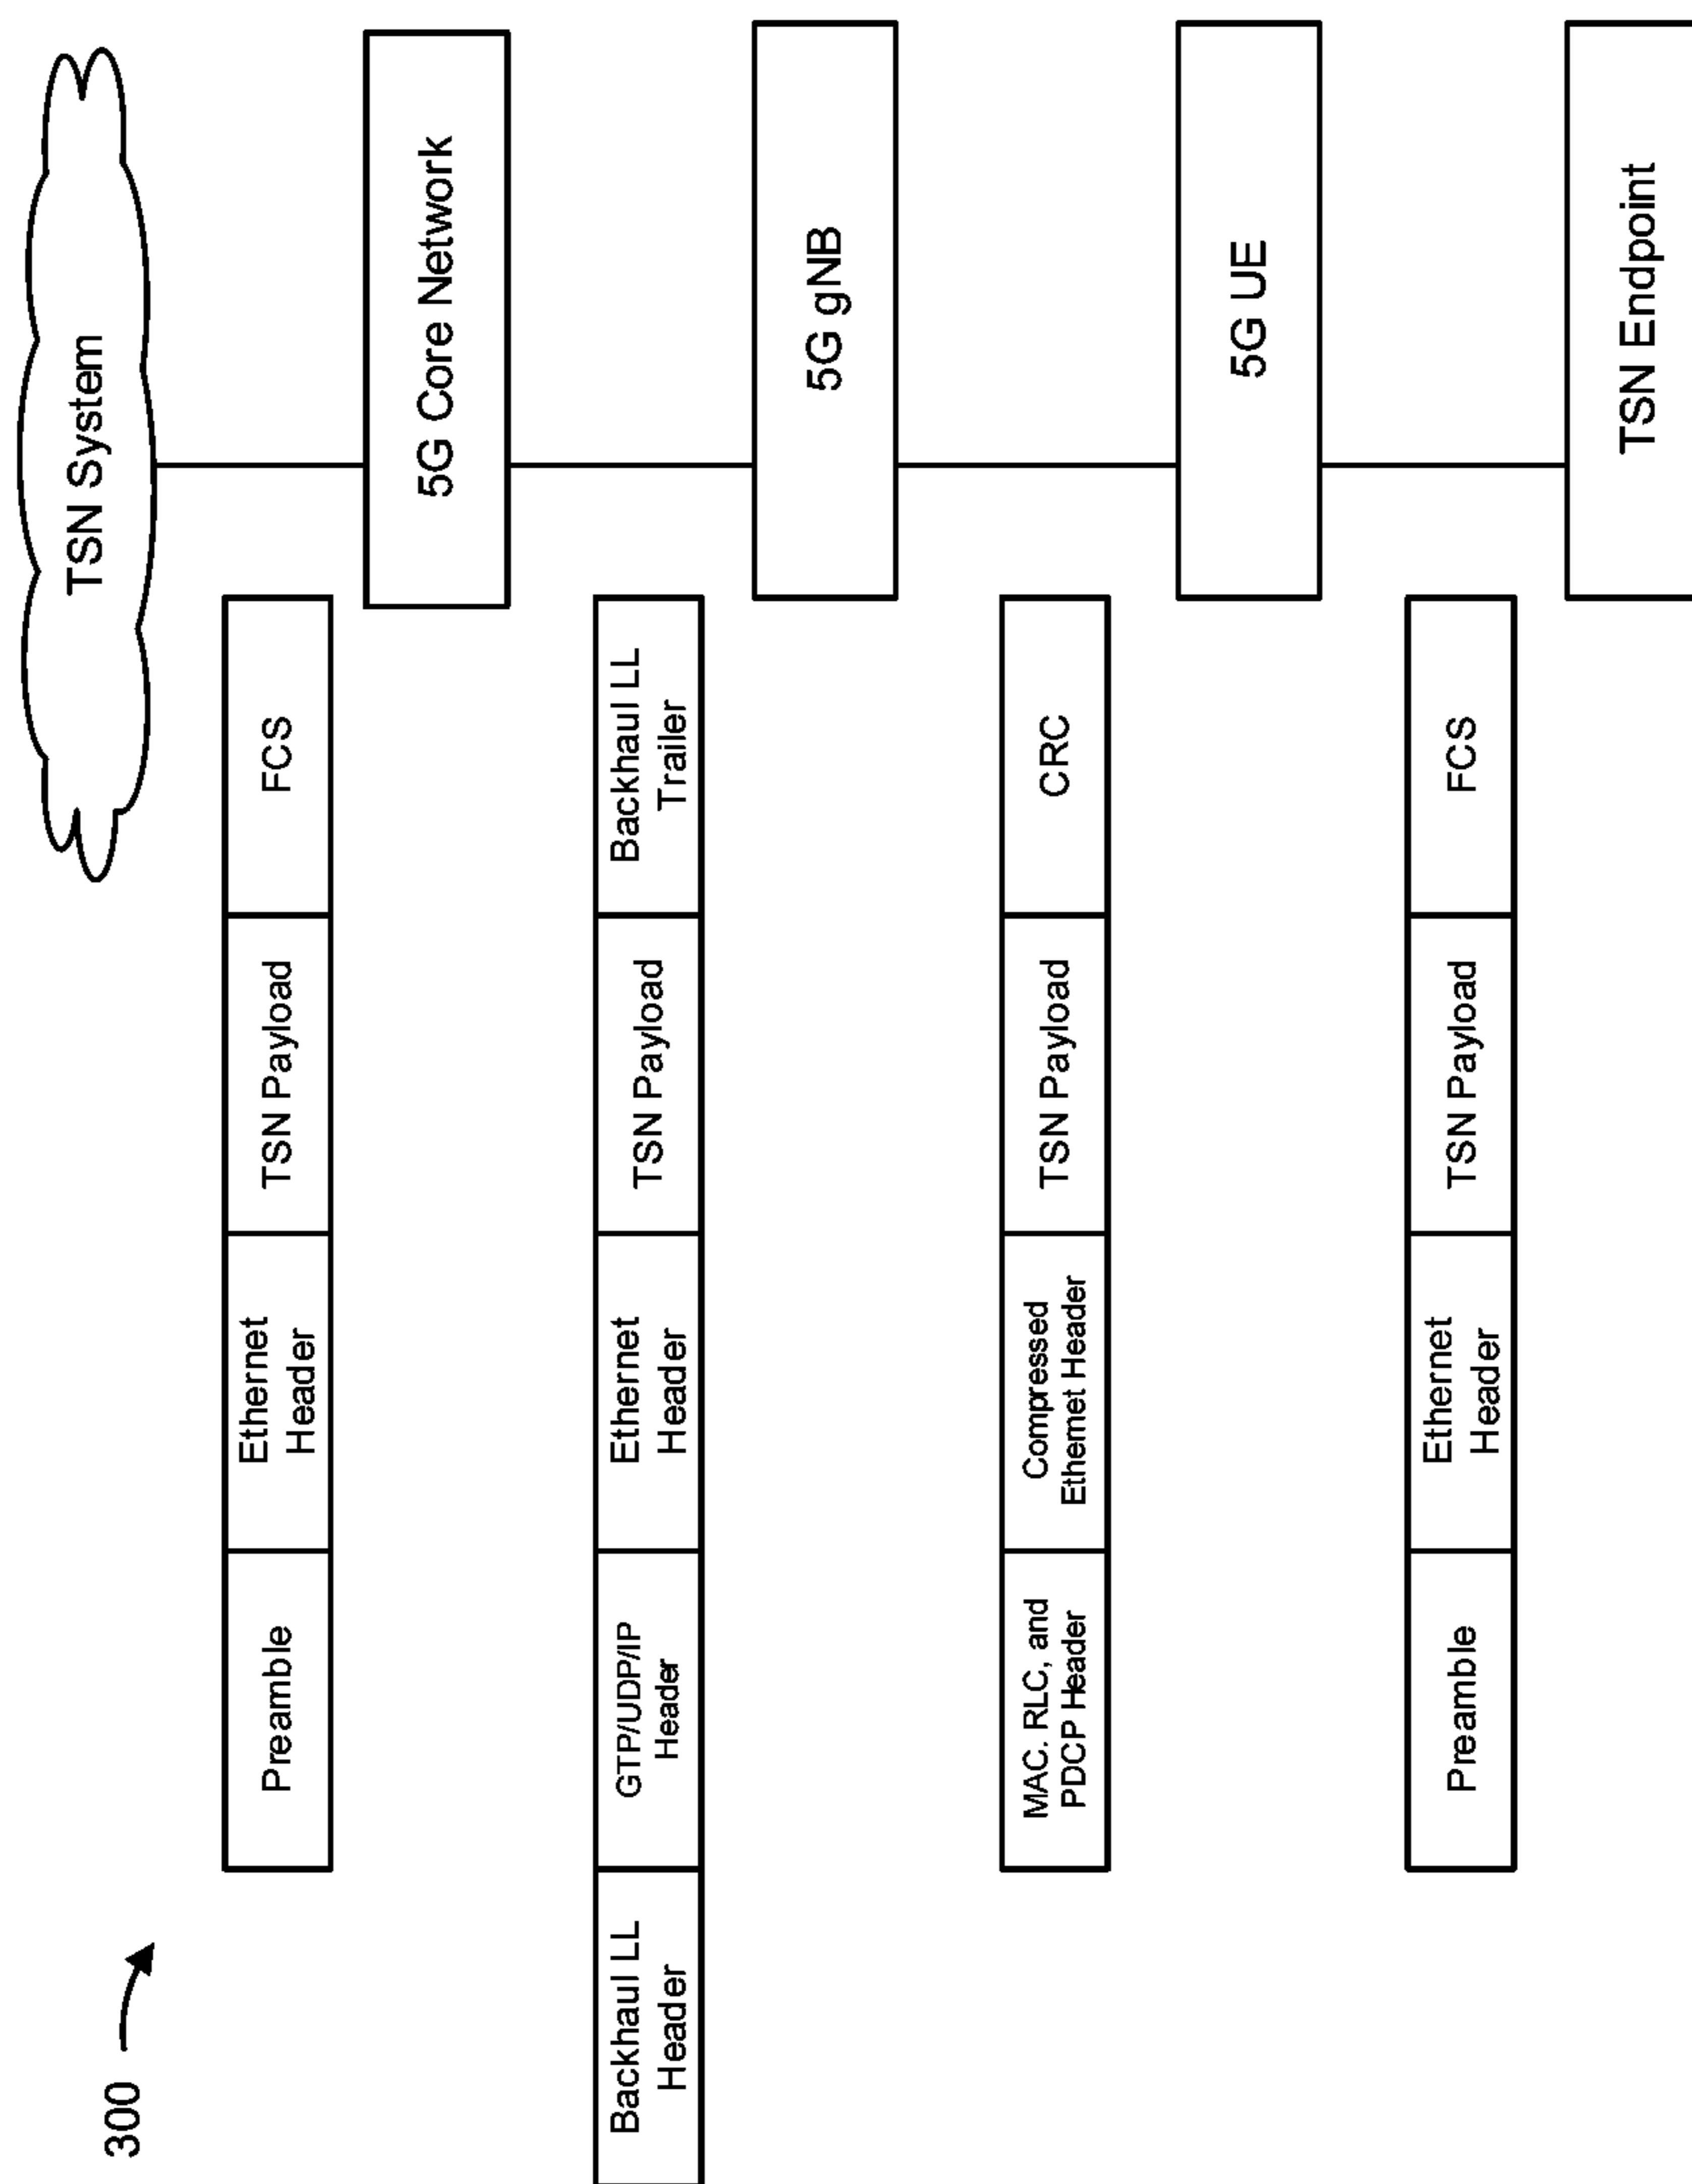 300
TSN System
Preamble
Ethernet
Header
TSN Payload
FCS
5G Core Network
Backhaul LL
Header
GTP/UDP/IP
Header
Ethernet
Header
TSN Payload
Backhaul LL
Trailer
5G gNB
MAC. RLC, and
PDCP Header
Compressed
Ethernet Header
TSN Payload
CRC
5G UE
Preamble
Ethernet
Header
TSN Payload
FCS
TSN Endpoint